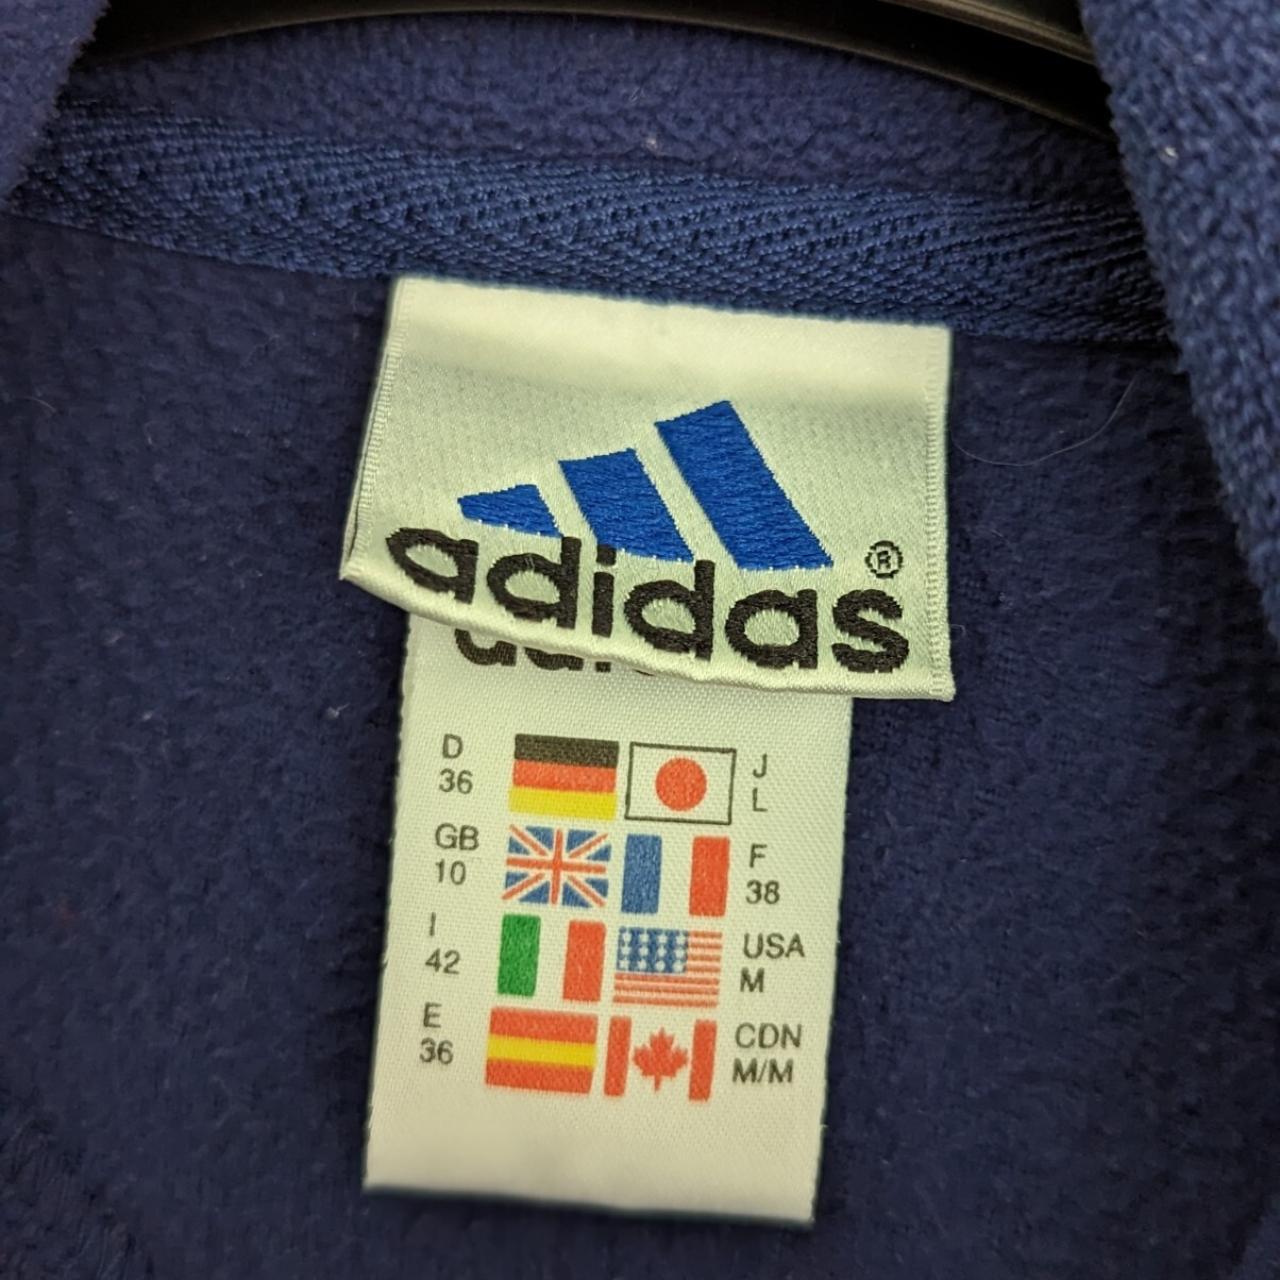 adidas ®
D
36
J
L
GB
10
F
38
I
42
USA
M
E
36
CDN
M/M